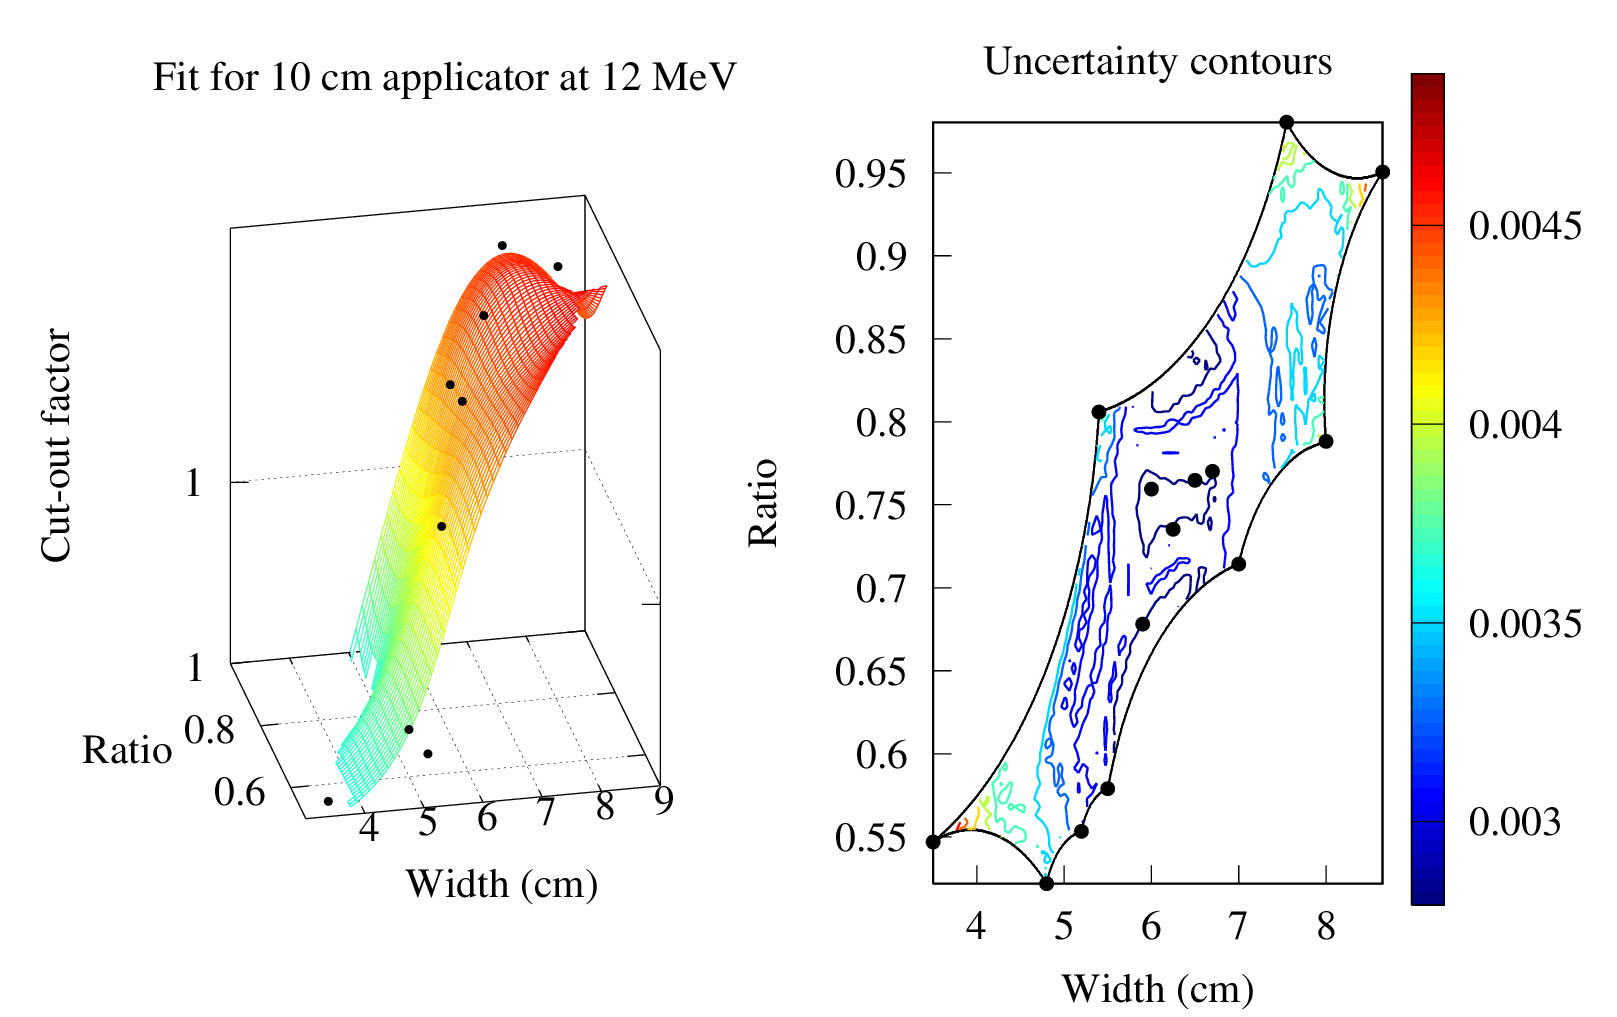 Fit for 10 cm applicator at 12 MeV
Cut-out factor
1
1
0.8
0.6
Ratio
4 5 6 7 8 9
Width (cm)
Uncertainty contours
Ratio
0.95
0.9
0.85
0.8
0.75
0.7
0.65
0.6
0.55
4 5 6 7 8
Width (cm)
0.0045
0.004
0.0035
0.003